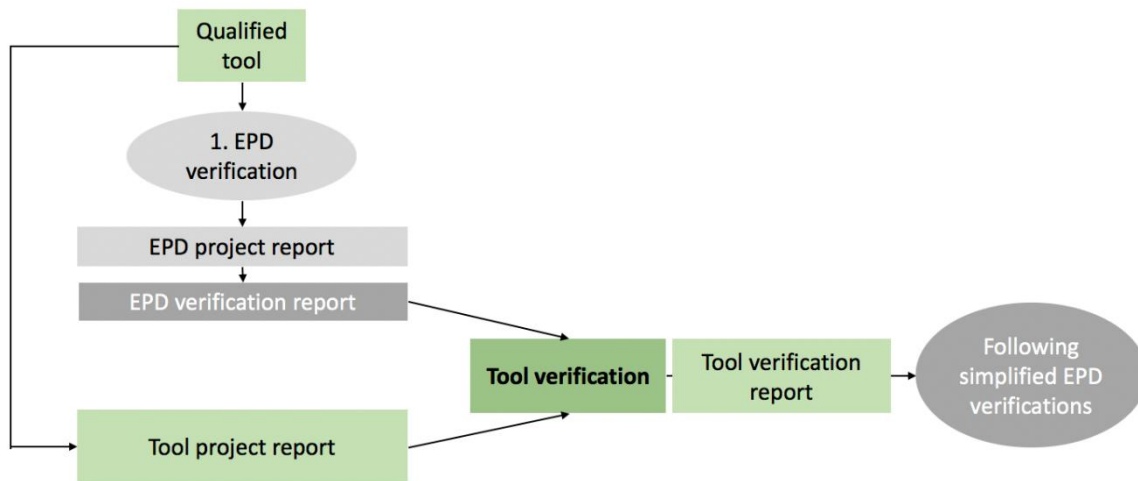 Qualified
tool
1. EPD
verification
EPD project report
EPD verification report
Tool verification
Tool verification
report
Following
simplified EPD
verifications
Tool project report